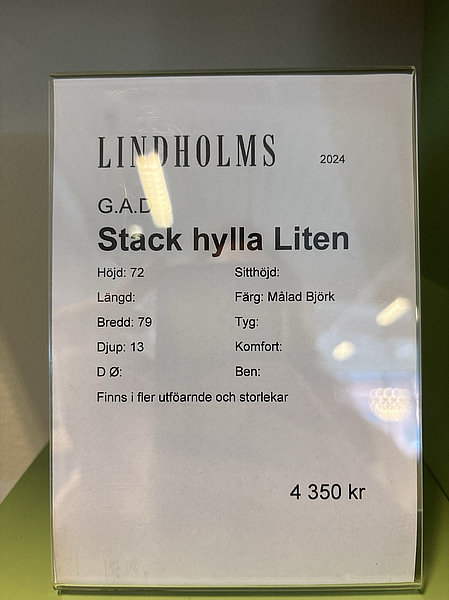 LINDHOLMS 2024
G.A.D
Stack hylla Liten
Höjd: 72 Sitthöjd:
Längd: Färg: Målad Björk
Bredd: 79 Tyg:
Djup: 13 Komfort:
D Ø: Ben:
Finns i fler utföarnde och storlekar
4 350 kr